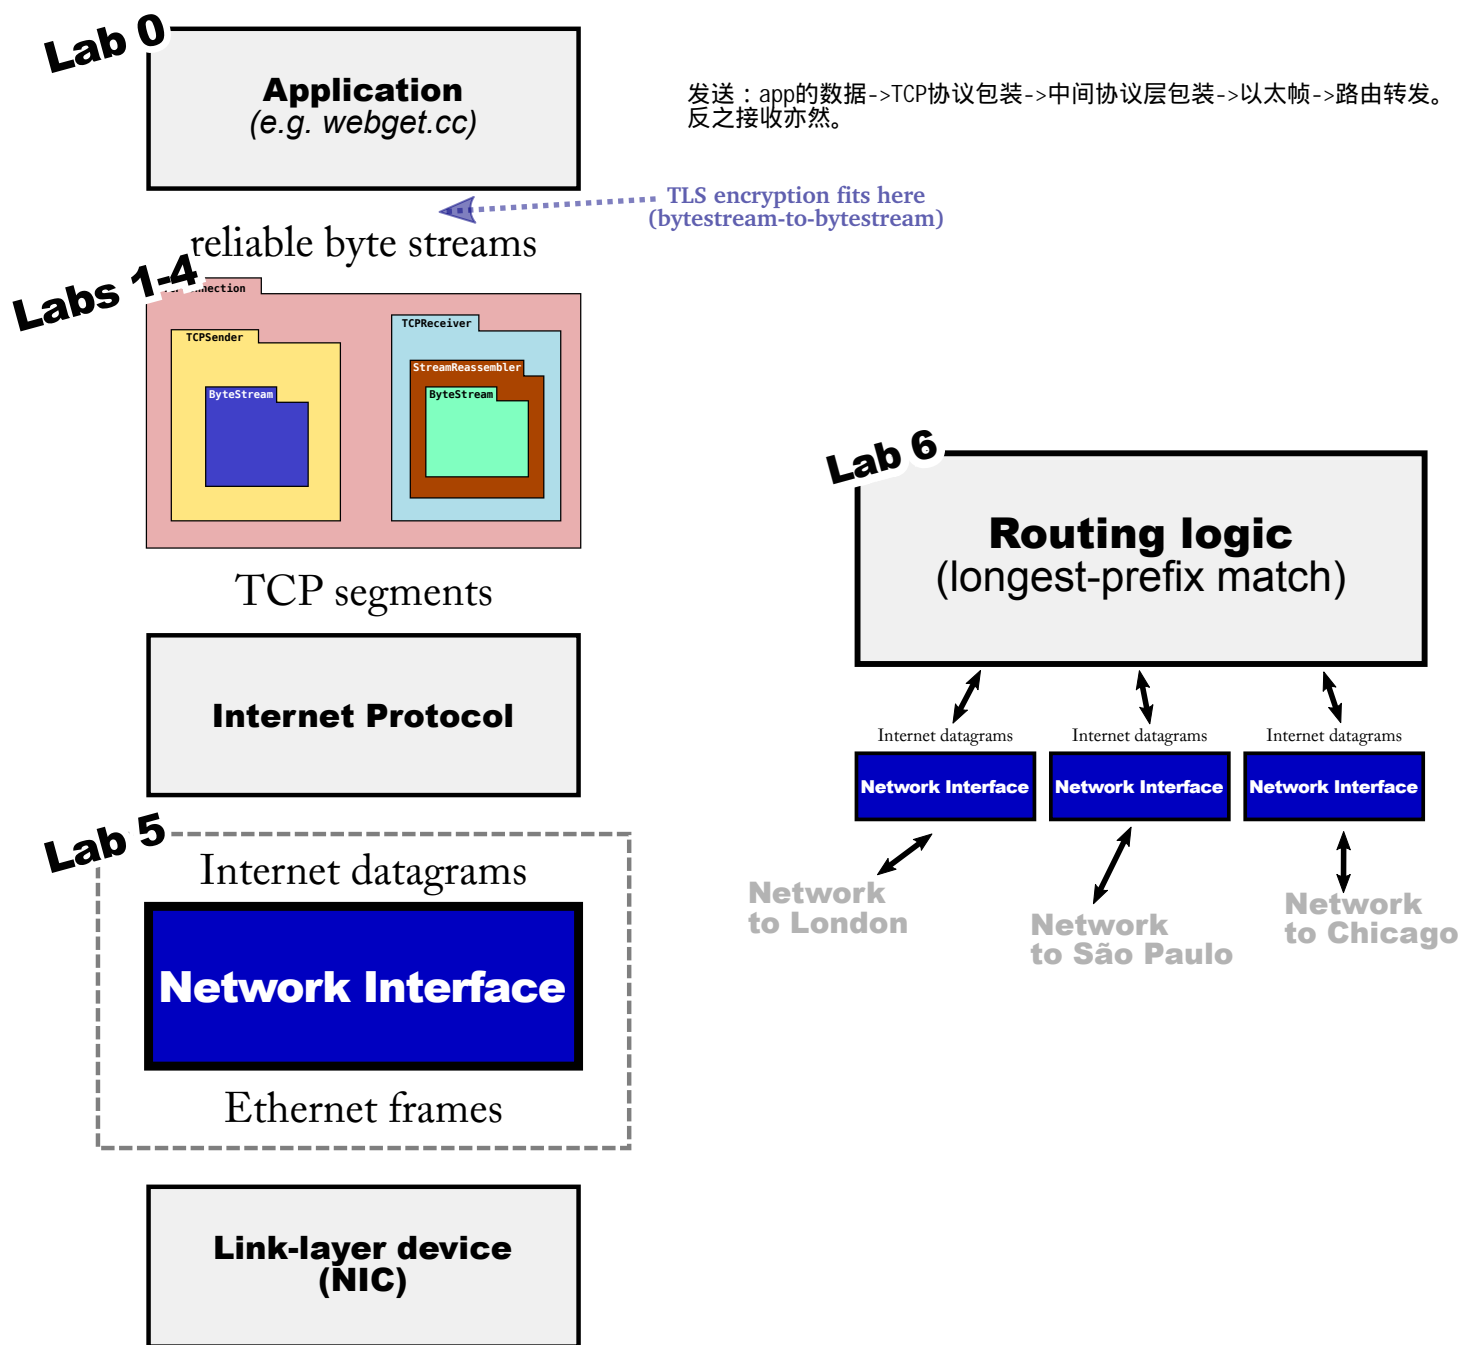 Lab 0
Application
(e.g. webget.cc)
发送：app的数据->TCP协议包装->中间协议层包装->以太帧->路由转发。
反之接收亦然。
TLS encryption fits here
(bytestream-to-bytestream)
reliable byte streams
Labs 1-4
TCPSender
ByteStream
TCPReceiver
StreamReassembler
ByteStream
TCP segments
Internet Protocol
Lab 5
Internet datagrams
Network Interface
Ethernet frames
Link-layer device
(NIC)
Lab 6
Routing logic
(longest-prefix match)
Internet datagrams
Internet datagrams
Internet datagrams
Network Interface
Network Interface
Network Interface
Network
to London
Network
to São Paulo
Network
to Chicago